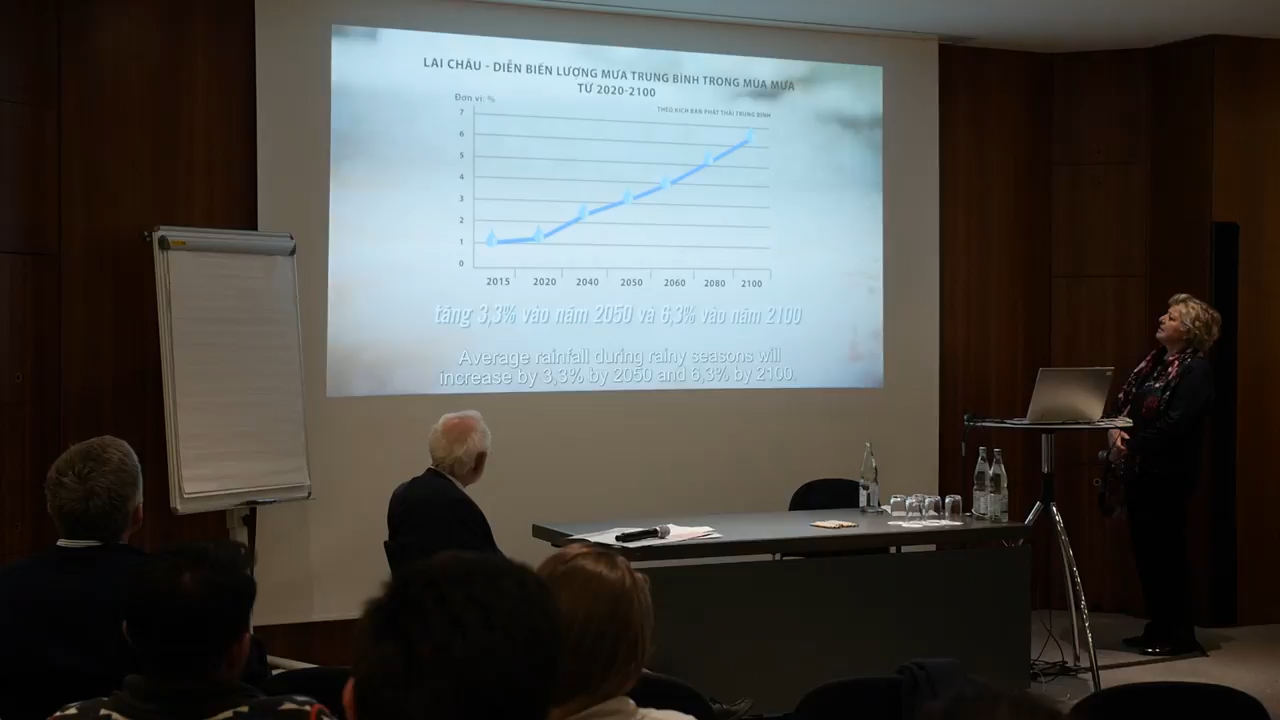 LAI CHÂU - DIỄN BIẾN LƯỢNG MƯA TRUNG BÌNH TRONG MÙA MƯA
TỪ 2020-2100
Đơn vị: %
THEO KỊCH BẢN PHÁT THẢI TRUNG BÌNH
7
6
5
4
3
2
1
0
2015 2020 2040 2050 2060 2080 2100
tăng 3,3% vào năm 2050 và 6,3% vào năm 2100
Average rainfall during rainy seasons will
increase by 3,3% by 2050 and 6,3% by 2100.